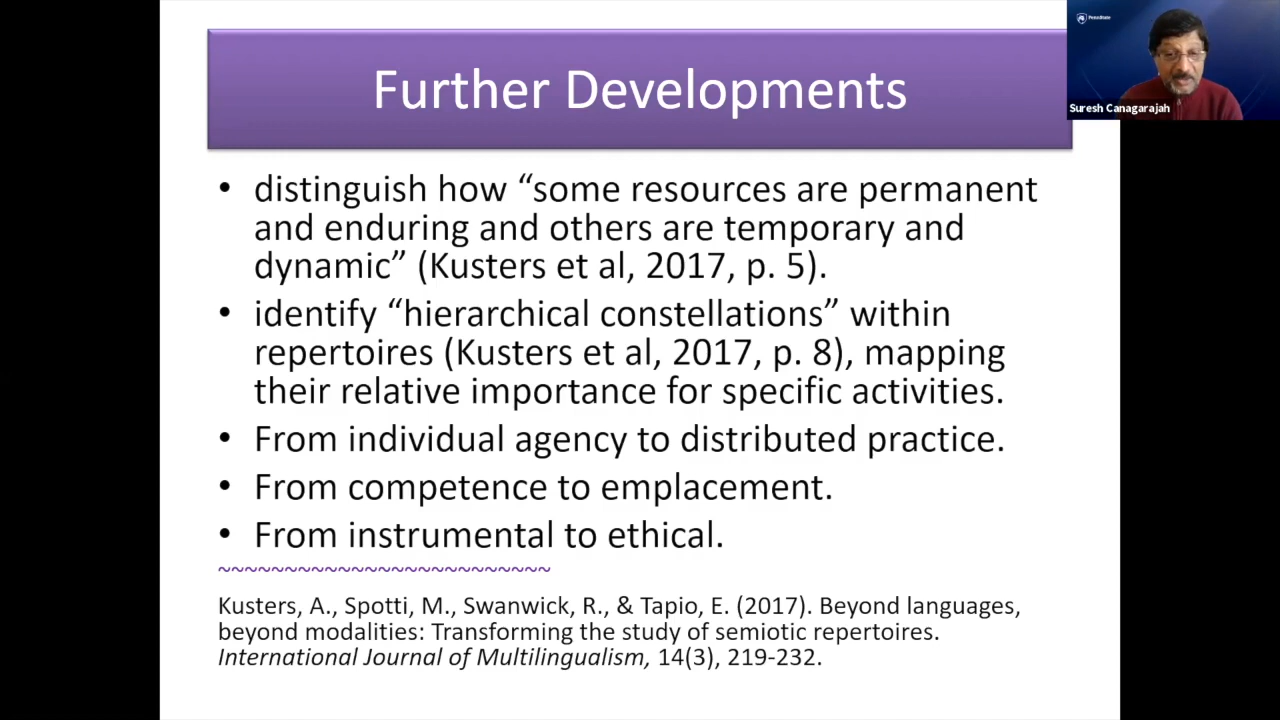 Further Developments
PennState
Suresh Canagarajah
• distinguish how “some resources are permanent
and enduring and others are temporary and
dynamic” (Kusters et al, 2017, p. 5).
• identify “hierarchical constellations” within
repertoires (Kusters et al, 2017, p. 8), mapping
their relative importance for specific activities.
• From individual agency to distributed practice.
• From competence to emplacement.
• From instrumental to ethical.
~~~~~~~~~~~~~~~~~~~~~~~~~
Kusters, A., Spotti, M., Swanwick, R., & Tapio, E. (2017). Beyond languages,
beyond modalities: Transforming the study of semiotic repertoires.
International Journal of Multilingualism, 14(3), 219-232.